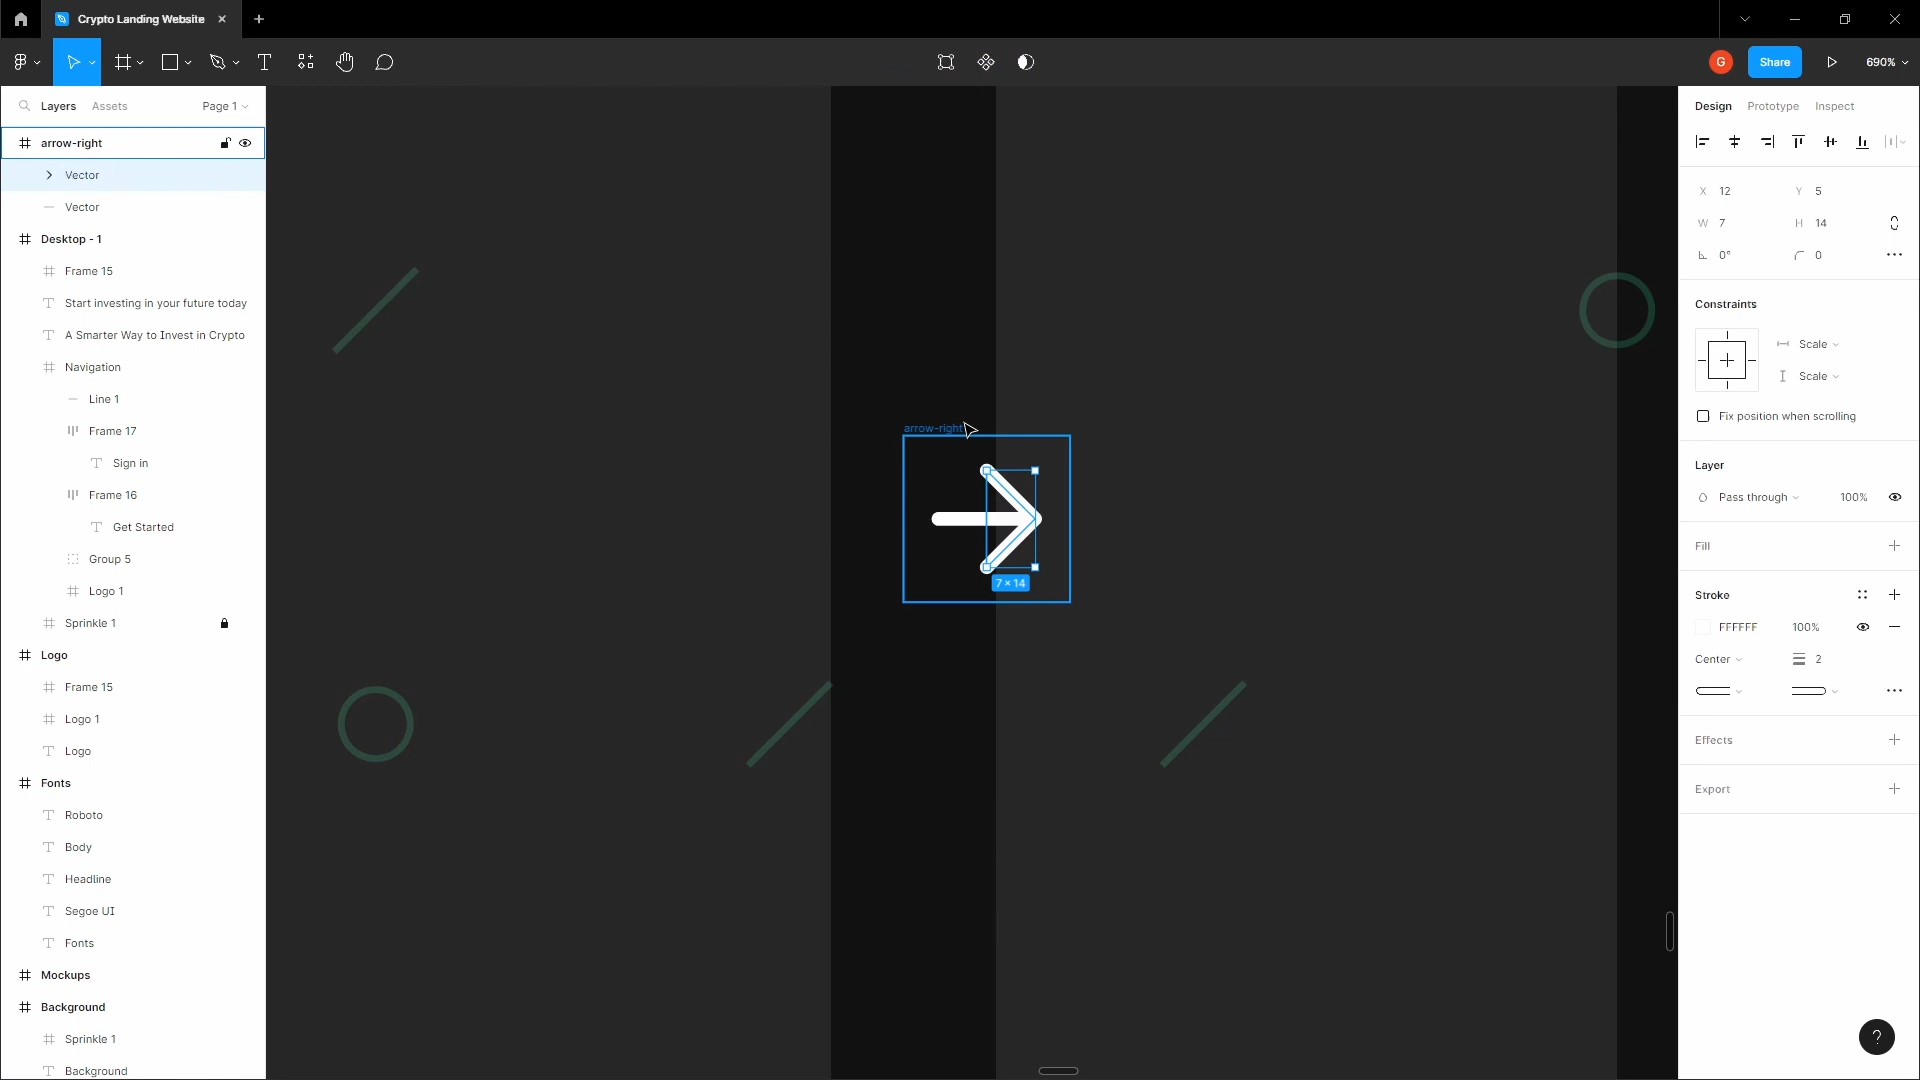 Crypto Landing Website
G
Share
690%
Layers
Assets
Page 1
arrow-right
Vector
Vector
Desktop - 1
Frame 15
Start investing in your future today
A Smarter Way to Invest in Crypto
Navigation
Line 1
Frame 17
Sign in
Frame 16
Get Started
Group 5
Logo 1
Sprinkle 1
Logo
Frame 15
Logo 1
Logo
Fonts
Roboto
Body
Headline
Segoe UI
Fonts
Mockups
Background
Sprinkle 1
Background
arrow-right
7 × 14
Design
Prototype
Inspect
X 12
Y 5
W 7
H 14
0°
0
Constraints
Scale
Scale
Fix position when scrolling
Layer
Pass through
100%
Fill
Stroke
FFFFFF
100%
Center
2
Effects
Export
?